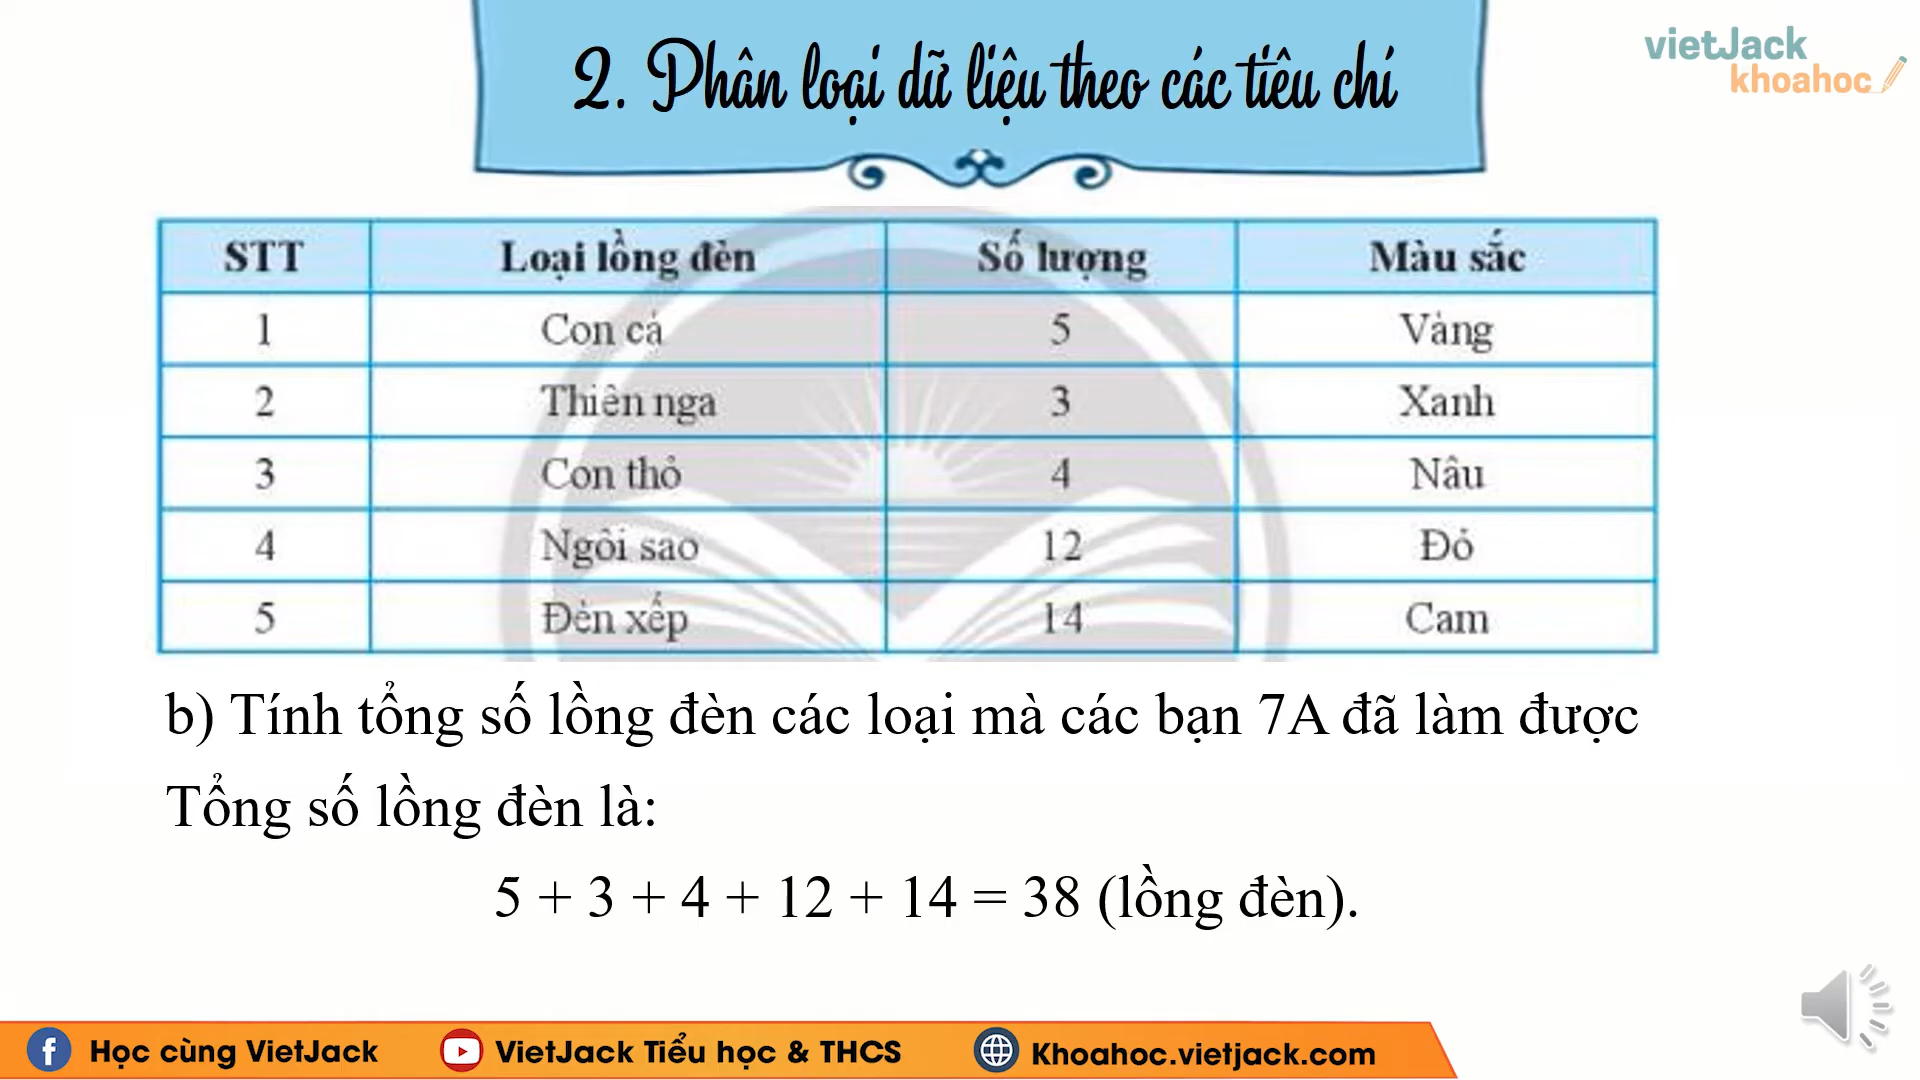 2. Phân loại dữ liệu theo các tiêu chí
vietJack
khoahoc
STT Loại lồng đèn Số lượng Màu sắc
1 Con cá 5 Vàng
2 Thiên nga 3 Xanh
3 Con thỏ 4 Nâu
4 Ngôi sao 12 Đỏ
5 Đèn xếp 14 Cam
b) Tính tổng số lồng đèn các loại mà các bạn 7A đã làm được
Tổng số lồng đèn là:
5 + 3 + 4 + 12 + 14 = 38 (lồng đèn).
Học cùng VietJack VietJack Tiểu học & THCS Khoahoc.vietjack.com